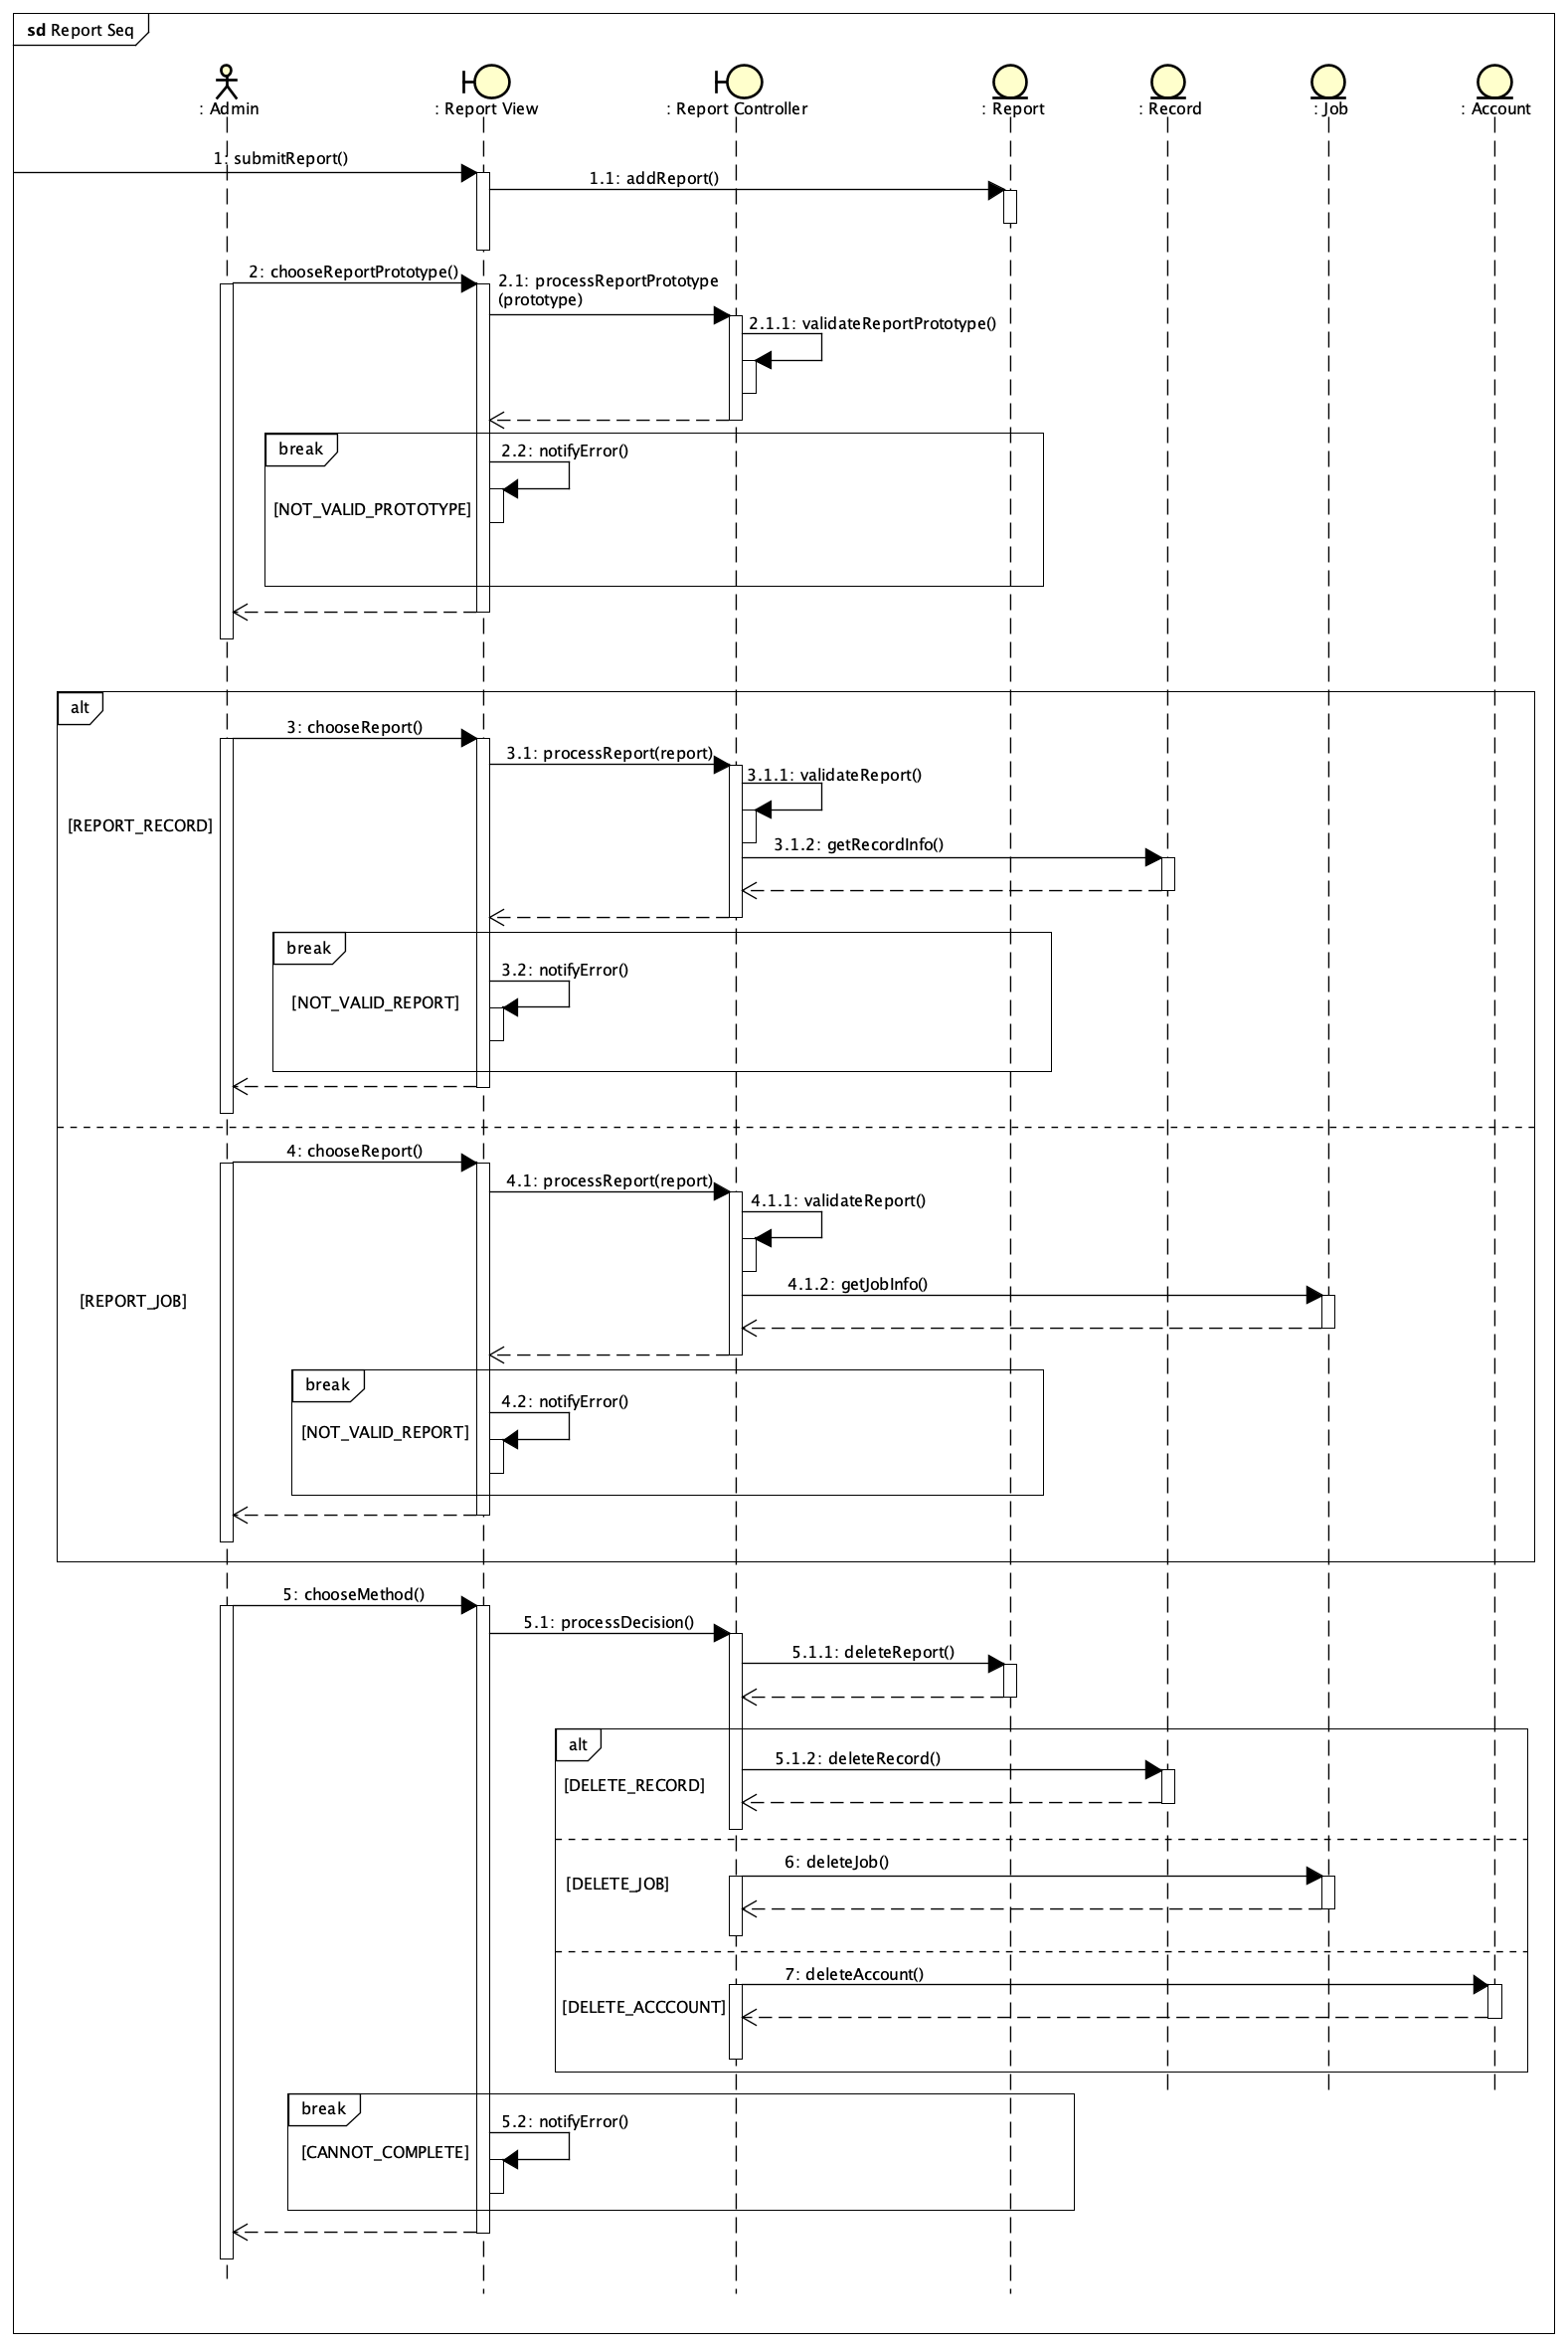 sd Report Seq
: Admin
: Report View
: Report Controller
: Report
: Record
: Job
: Account
1: submitReport()
1.1: addReport()
2: chooseReportPrototype()
2.1: processReportPrototype
(prototype)
2.1.1: validateReportPrototype()
break
2.2: notifyError()
[NOT_VALID_PROTOTYPE]
alt
3: chooseReport()
3.1: processReport(report)
3.1.1: validateReport()
[REPORT_RECORD]
3.1.2: getRecordInfo()
break
3.2: notifyError()
[NOT_VALID_REPORT]
4: chooseReport()
4.1: processReport(report)
4.1.1: validateReport()
4.1.2: getJobInfo()
[REPORT_JOB]
break
4.2: notifyError()
[NOT_VALID_REPORT]
5: chooseMethod()
5.1: processDecision()
5.1.1: deleteReport()
alt
5.1.2: deleteRecord()
[DELETE_RECORD]
6: deleteJob()
[DELETE_JOB]
7: deleteAccount()
[DELETE_ACCCOUNT]
break
5.2: notifyError()
[CANNOT_COMPLETE]